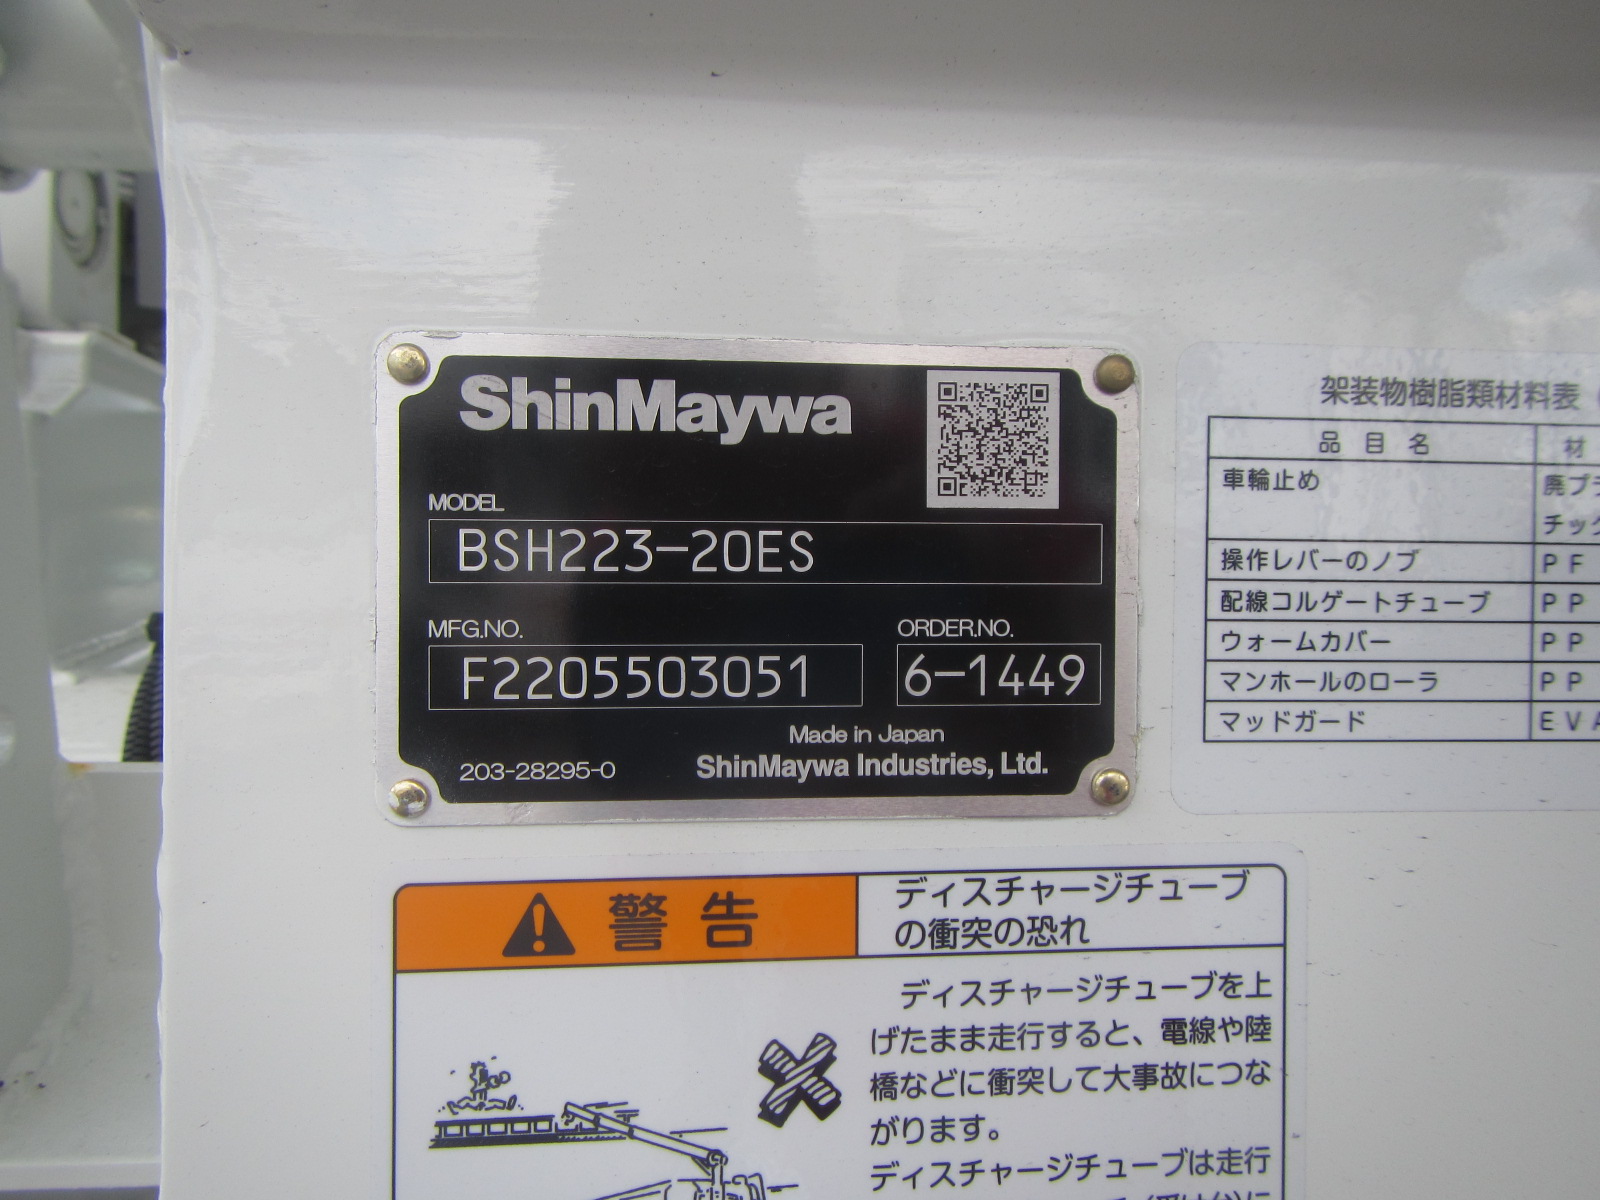 ShinMaywa
MODEL
BSH223-20ES
MFG.NO.
F2205503051
ORDER.NO.
6-1449
Made in Japan
203-28295-0
ShinMaywa Industries, Ltd.
架装物樹脂類材料表
品 目 名 材
車輪止め 廃プラ
チック
操作レバーのノブ PF
配線コルゲートチューブ PP
ウォームカバー PP
マンホールのローラ PP
マッドガード EVA
警告
ディスチャージチューブ
の衝突の恐れ
ディスチャージチューブを上
げたまま走行すると、電線や陸
橋などに衝突して大事故につな
がります。
ディスチャージチューブは走行